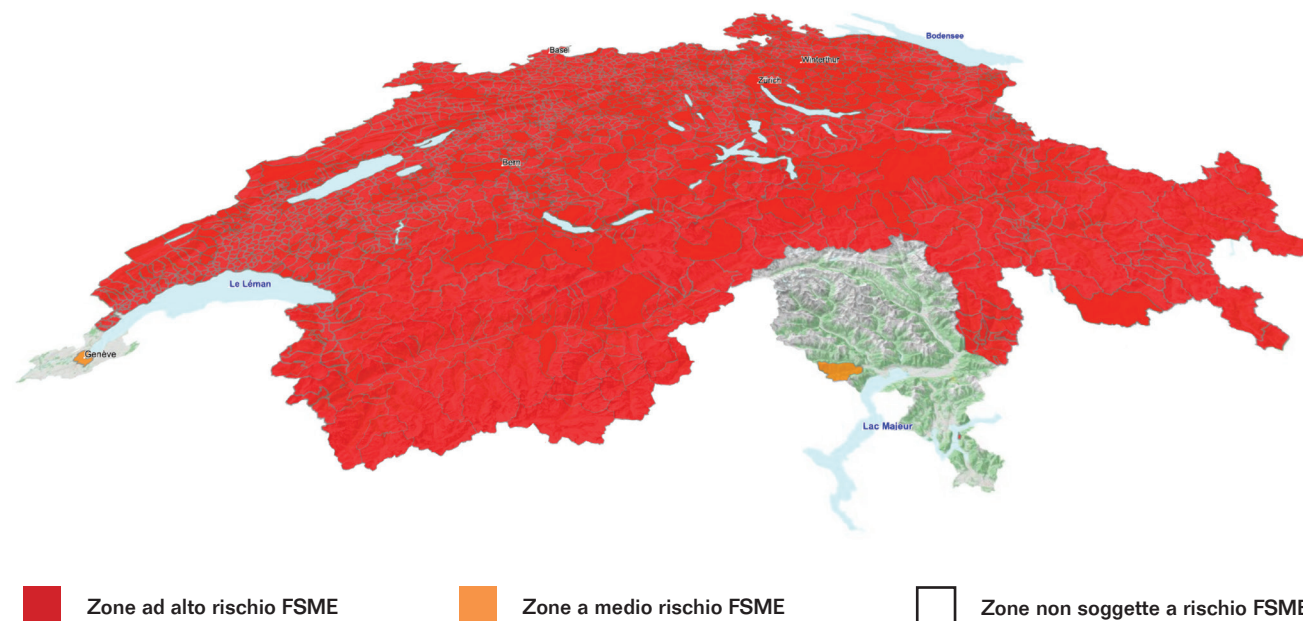 Basel
Bodensee
Winterthur
Zürich
Bern
Le Léman
Genève
Lac Majeur
Zone ad alto rischio FSME
Zone a medio rischio FSME
Zone non soggette a rischio FSME